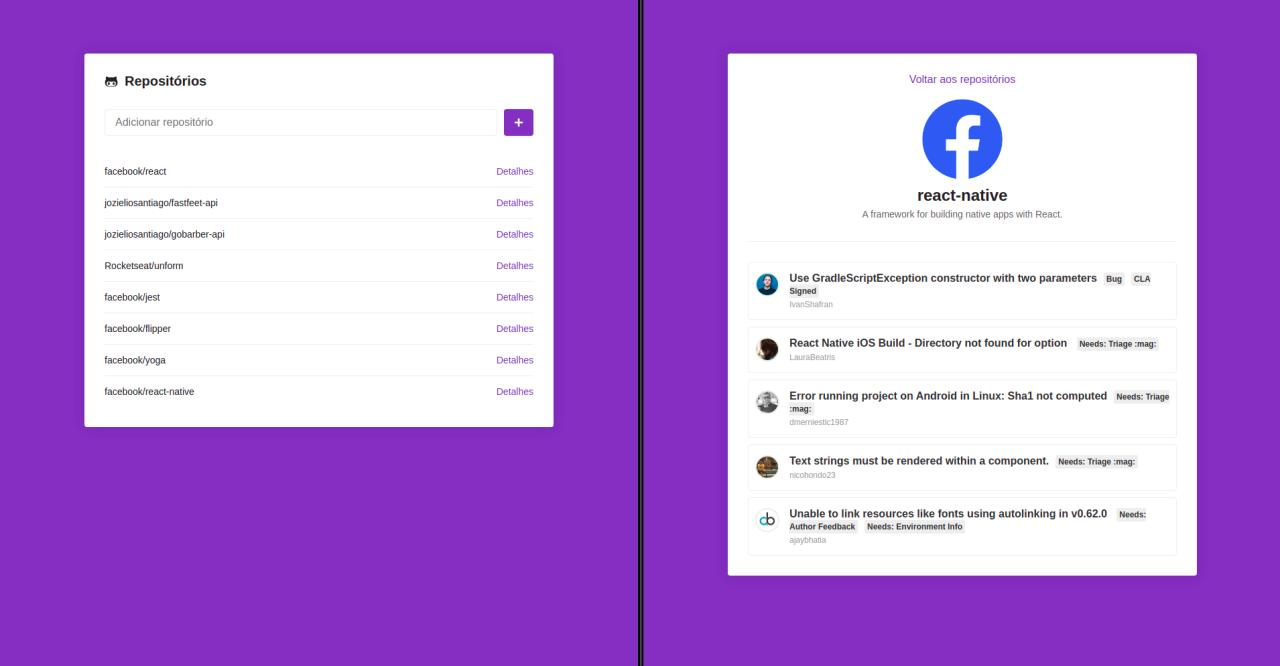 Repositórios
Adicionar repositório
+
facebook/react Detalhes
jozieliosantiago/fastfeet-api Detalhes
jozieliosantiago/gobarber-api Detalhes
Rocketseat/unform Detalhes
facebook/jest Detalhes
facebook/flipper Detalhes
facebook/yoga Detalhes
facebook/react-native Detalhes
Voltar aos repositórios
react-native
A framework for building native apps with React.
Use GradleScriptException constructor with two parameters Bug CLA
Signed
IvanShafran
React Native iOS Build - Directory not found for option Needs: Triage :mag:
LauraBeatris
Error running project on Android in Linux: Sha1 not computed Needs: Triage
:mag:
dmerniestic1987
Text strings must be rendered within a component. Needs: Triage :mag:
nicohondo23
Unable to link resources like fonts using autolinking in v0.62.0 Needs:
Author Feedback Needs: Environment Info
ajaybhatia